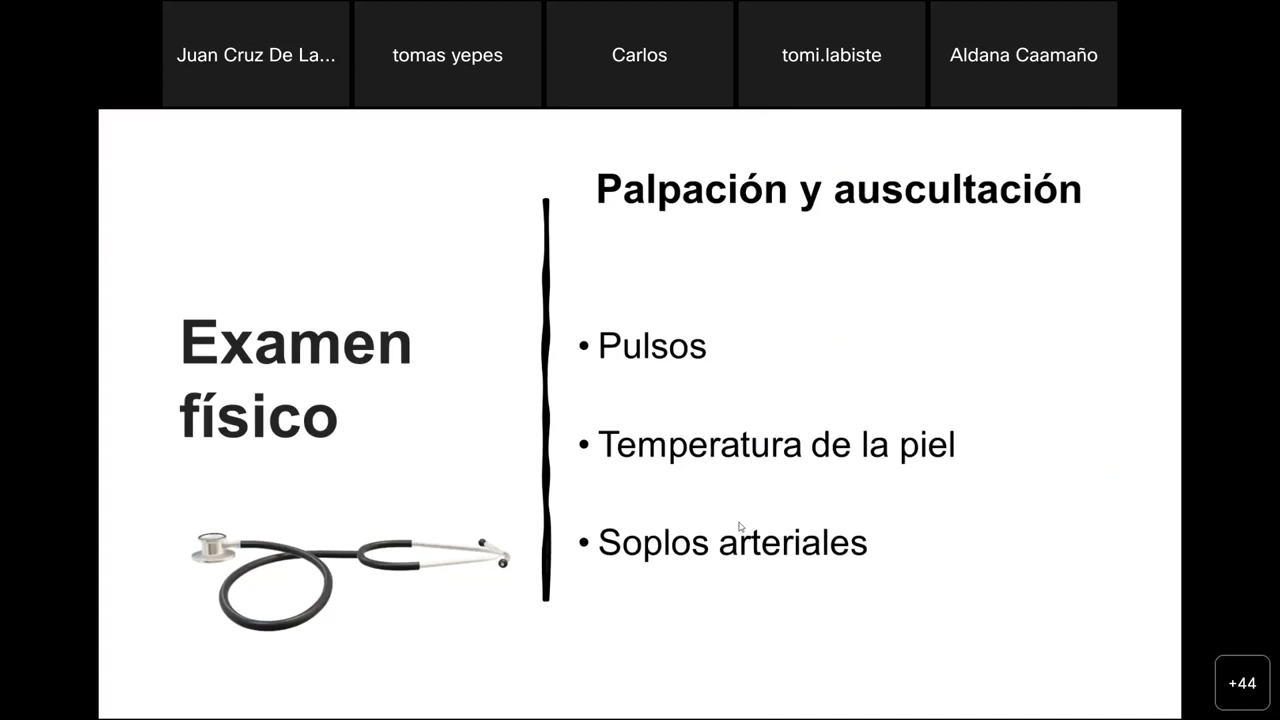 Juan Cruz De La...
tomas yepes
Carlos
tomi.labiste
Aldana Caamaño
Palpación y auscultación
Examen
físico
• Pulsos
• Temperatura de la piel
• Soplos arteriales
+44